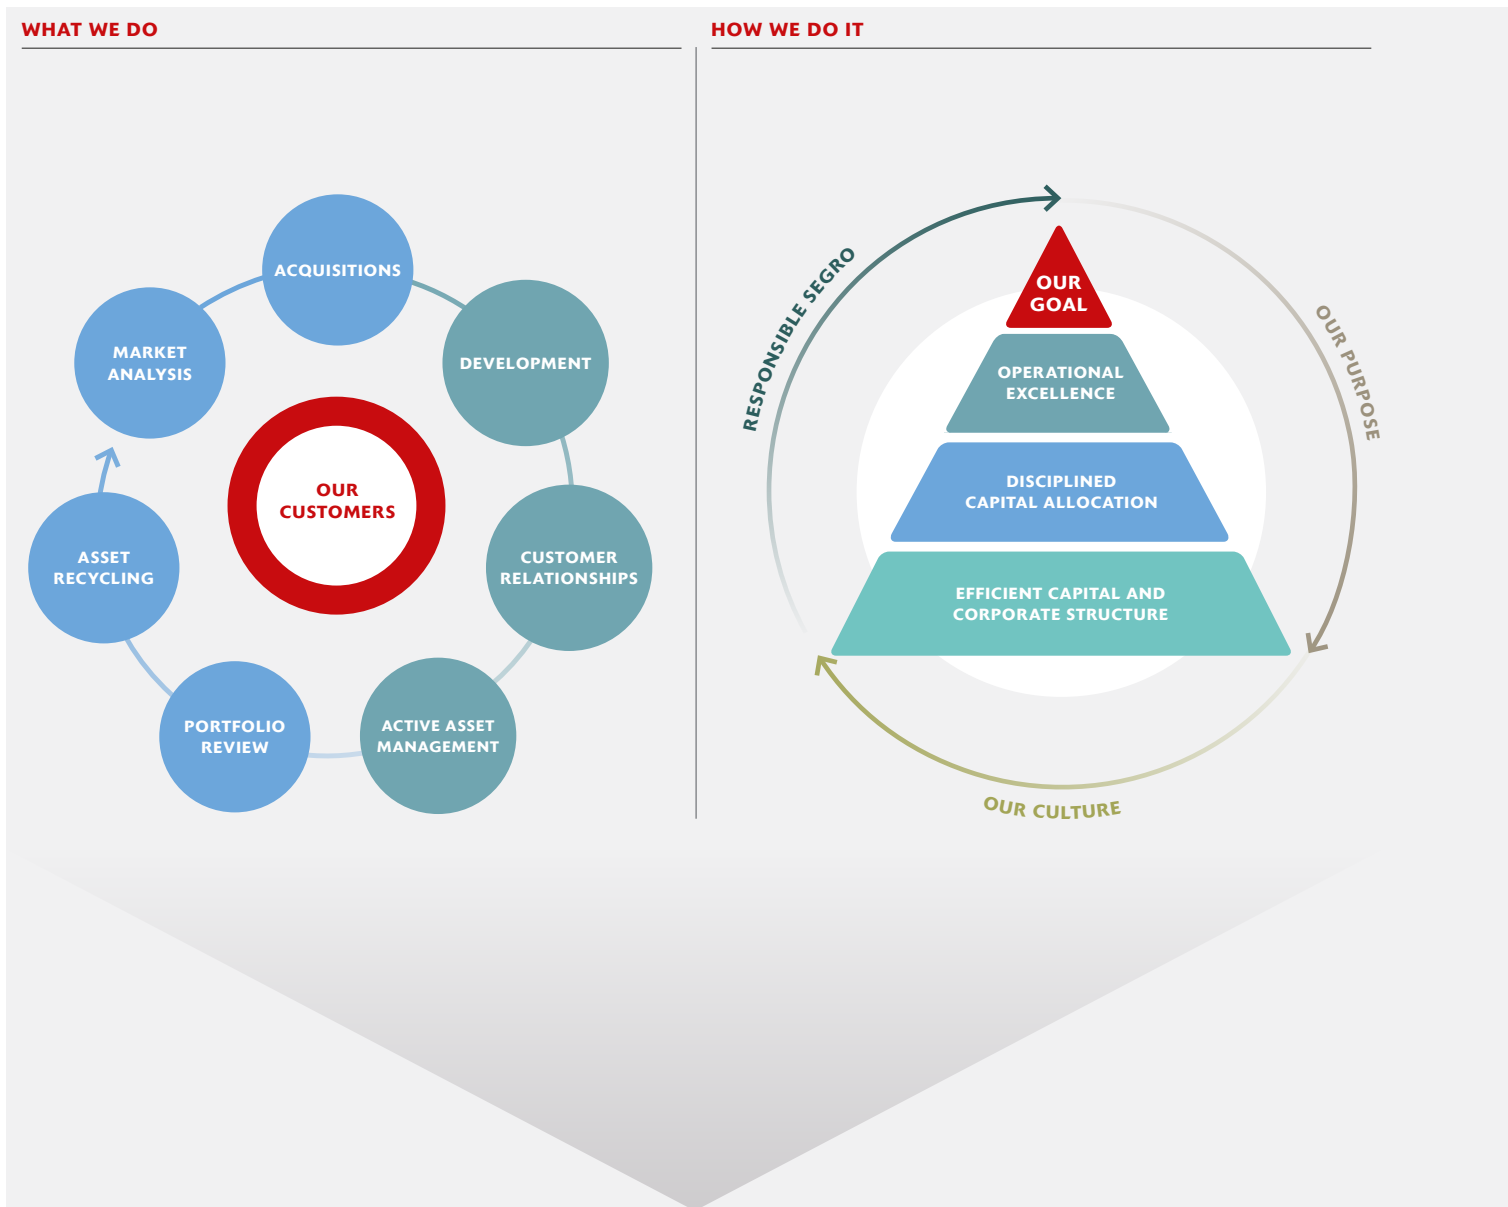 WHAT WE DO
ACQUISITIONS
DEVELOPMENT
CUSTOMER
RELATIONSHIPS
ACTIVE ASSET
MANAGEMENT
PORTFOLIO
REVIEW
ASSET
RECYCLING
MARKET
ANALYSIS
OUR
CUSTOMERS
HOW WE DO IT
RESPONSIBLE SEGRO
OUR PURPOSE
OUR CULTURE
OUR
GOAL
OPERATIONAL
EXCELLENCE
DISCIPLINED
CAPITAL ALLOCATION
EFFICIENT CAPITAL AND
CORPORATE STRUCTURE